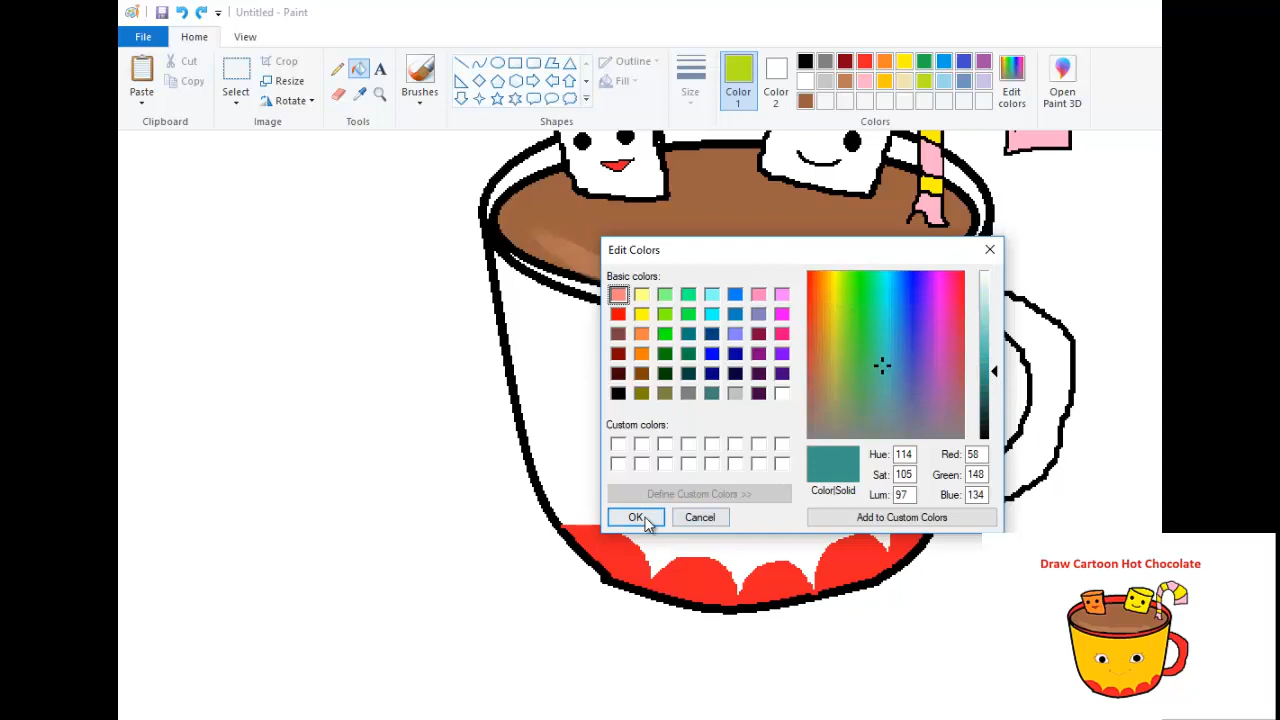 Untitled - Paint
File Home View
Paste
Cut
Copy
Clipboard
Select
Crop
Resize
Rotate
Image
Tools
Brushes
Shapes
Outline
Fill
Size
Color 1
Color 2
Colors
Edit colors
Open Paint 3D
Edit Colors
Basic colors:
Custom colors:
Define Custom Colors >>
OK Cancel
Color|Solid
Hue: 114 Red: 58
Sat: 105 Green: 148
Lum: 97 Blue: 134
Add to Custom Colors
Draw Cartoon Hot Chocolate